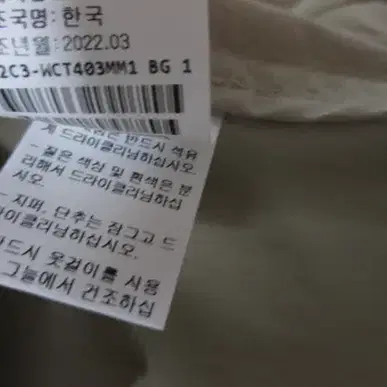 조국명: 한국
조년월: 2022.03
2C3-WCT403MM1 BG 1
반드시 석유
드라이클리닝하십시오.
- 짙은 색상 및 흰색은 분
리해서 드라이클리닝하십
시오.
- 지퍼, 단추는 잠그고 드
라이클리닝하십시오.
반드시 옷걸이를 사용
그늘에서 건조하십